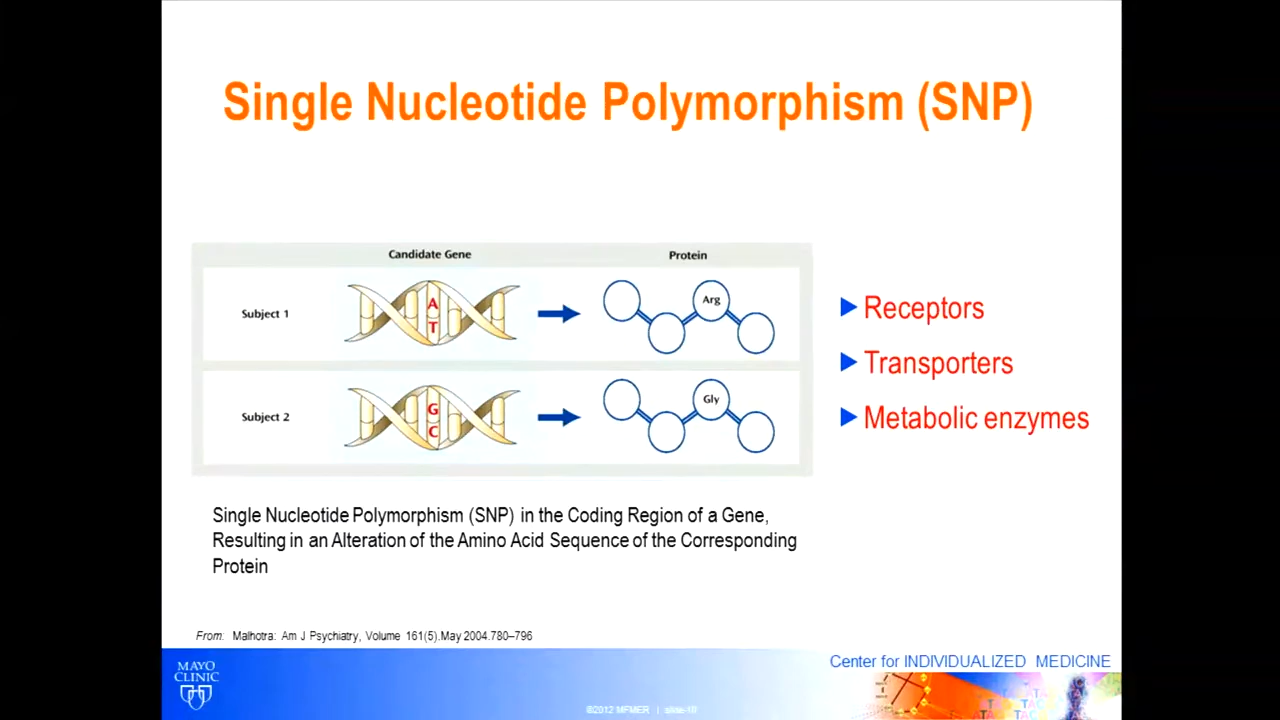 Single Nucleotide Polymorphism (SNP)
Candidate Gene
Protein
Subject 1
A
T
Arg
Subject 2
G
C
Gly
Receptors
Transporters
Metabolic enzymes
Single Nucleotide Polymorphism (SNP) in the Coding Region of a Gene,
Resulting in an Alteration of the Amino Acid Sequence of the Corresponding
Protein
From: Malhotra: Am J Psychiatry, Volume 161(5).May 2004.780–796
MAYO
CLINIC
Center for INDIVIDUALIZED MEDICINE
©2012 MFMER |